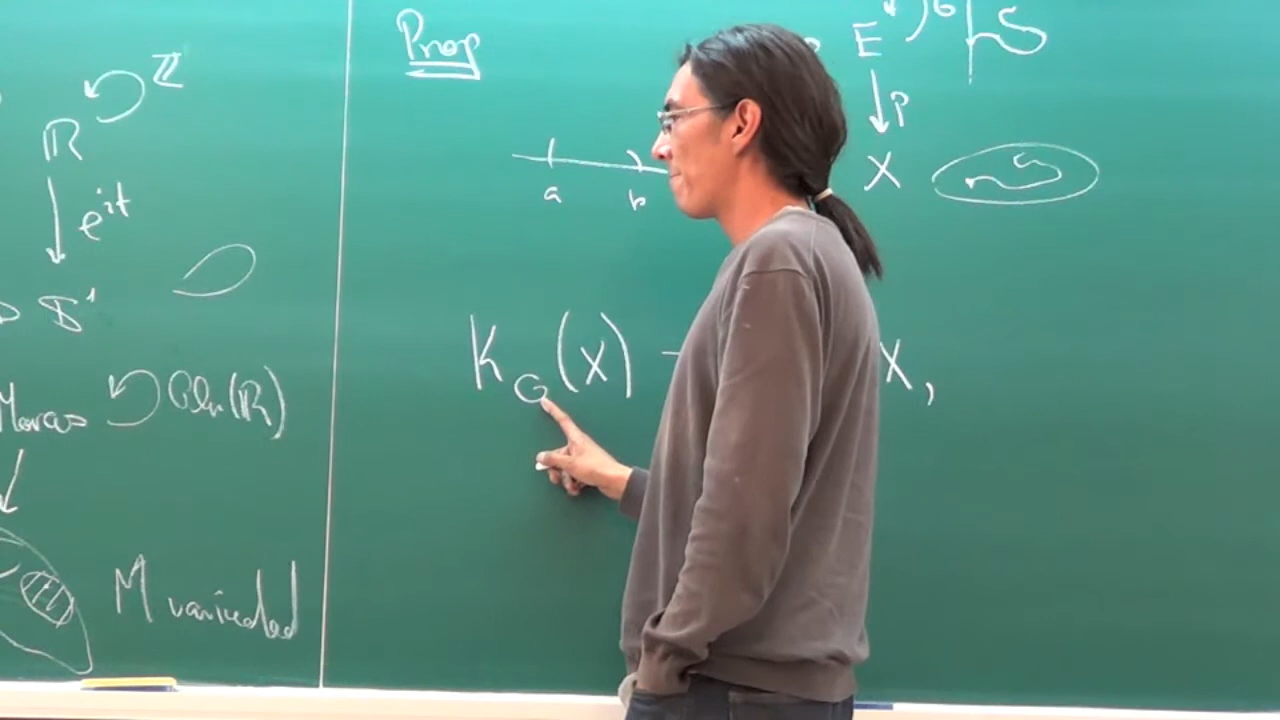 ℝ ℤ
e^{it}
S¹
Marcos Gl_n(ℝ)
M variedad
Prop
E G S
p
X
a b
K_G(X) X,